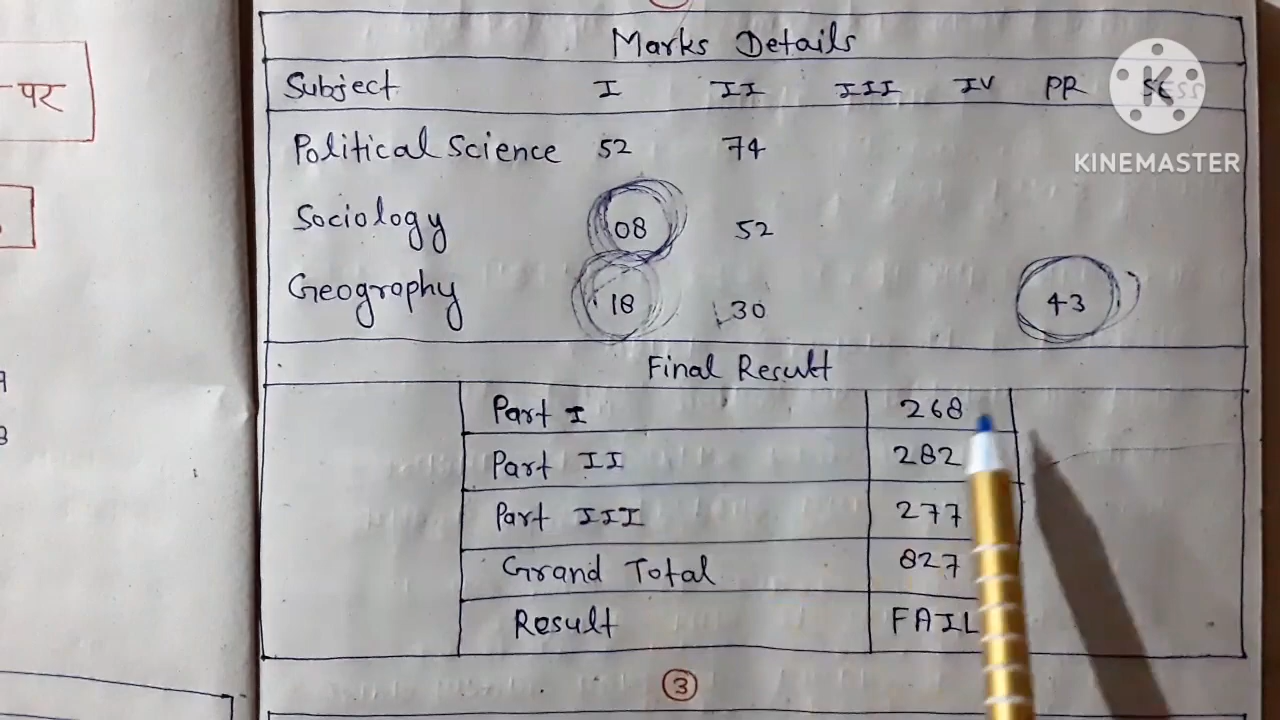 Marks Details
Subject I II III IV PR
KINEMASTER
पर
Political Science 52 74
Sociology 08 52
Geography 18 30 43
Final Result
Part I 268
Part II 282
Part III 277
Grand Total 827
Result FAIL
3